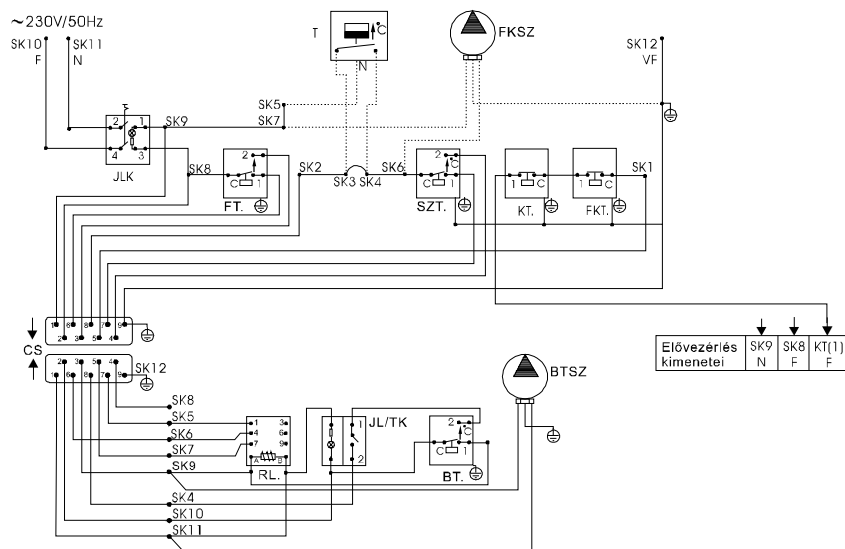 ~230V/50Hz
SK10 SK11
F N
T
°C
N
FKSZ
SK12
VF
2 1
4 3
JLK
SK9
SK5
SK7
SK8
2
C 1
FT.
SK2
SK3 SK4
SK6
2
°C
C 1
SZT.
1 C
KT.
1 C
FKT.
SK1
1 6 3 8 5 7 4 9
2 3 5 4
CS
2 3 5 4
1 6 8 7 9
SK12
Elővezérlés
kimenetei
SK9
N
SK8
F
KT(1)
F
BTSZ
SK8
SK5
SK6
SK7
SK9
SK4
SK10
SK11
1 3
4 6
7 9
A B
RL.
JL/TK
1
2
2
°C
C 1
BT.